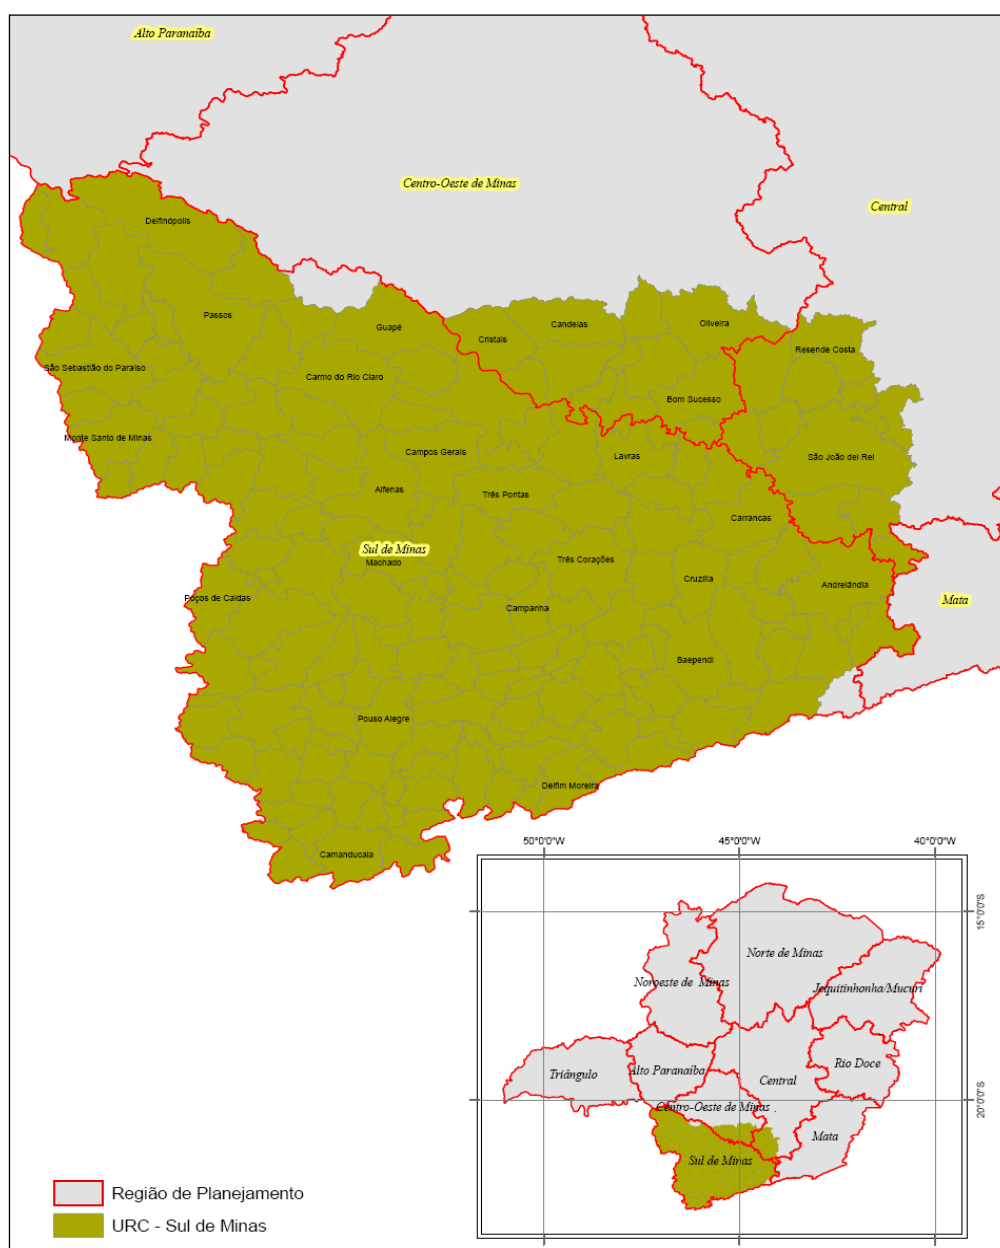 Alto Paranaíba
Centro-Oeste de Minas
Central
Delfinópolis
Passos
Guapé
Cristais
Candeias
Oliveira
Resende Costa
São Sebastião do Paraíso
Carmo do Rio Claro
Bom Sucesso
Monte Santo de Minas
Campos Gerais
Lavras
São João del Rei
Alfenas
Três Pontas
Carrancas
Sul de Minas
Machado
Três Corações
Cruzília
Andrelândia
Poços de Caldas
Campanha
Mata
Baependi
Pouso Alegre
Delfim Moreira
Camanducaia
50°0'0"W 45°0'0"W 40°0'0"W
15°0'0"S
Norte de Minas
Noroeste de Minas
Jequitinhonha/Mucuri
Rio Doce
Triângulo
Alto Paranaíba
Central
20°0'0"S
Centro-Oeste de Minas
Mata
Sul de Minas
Região de Planejamento
URC - Sul de Minas